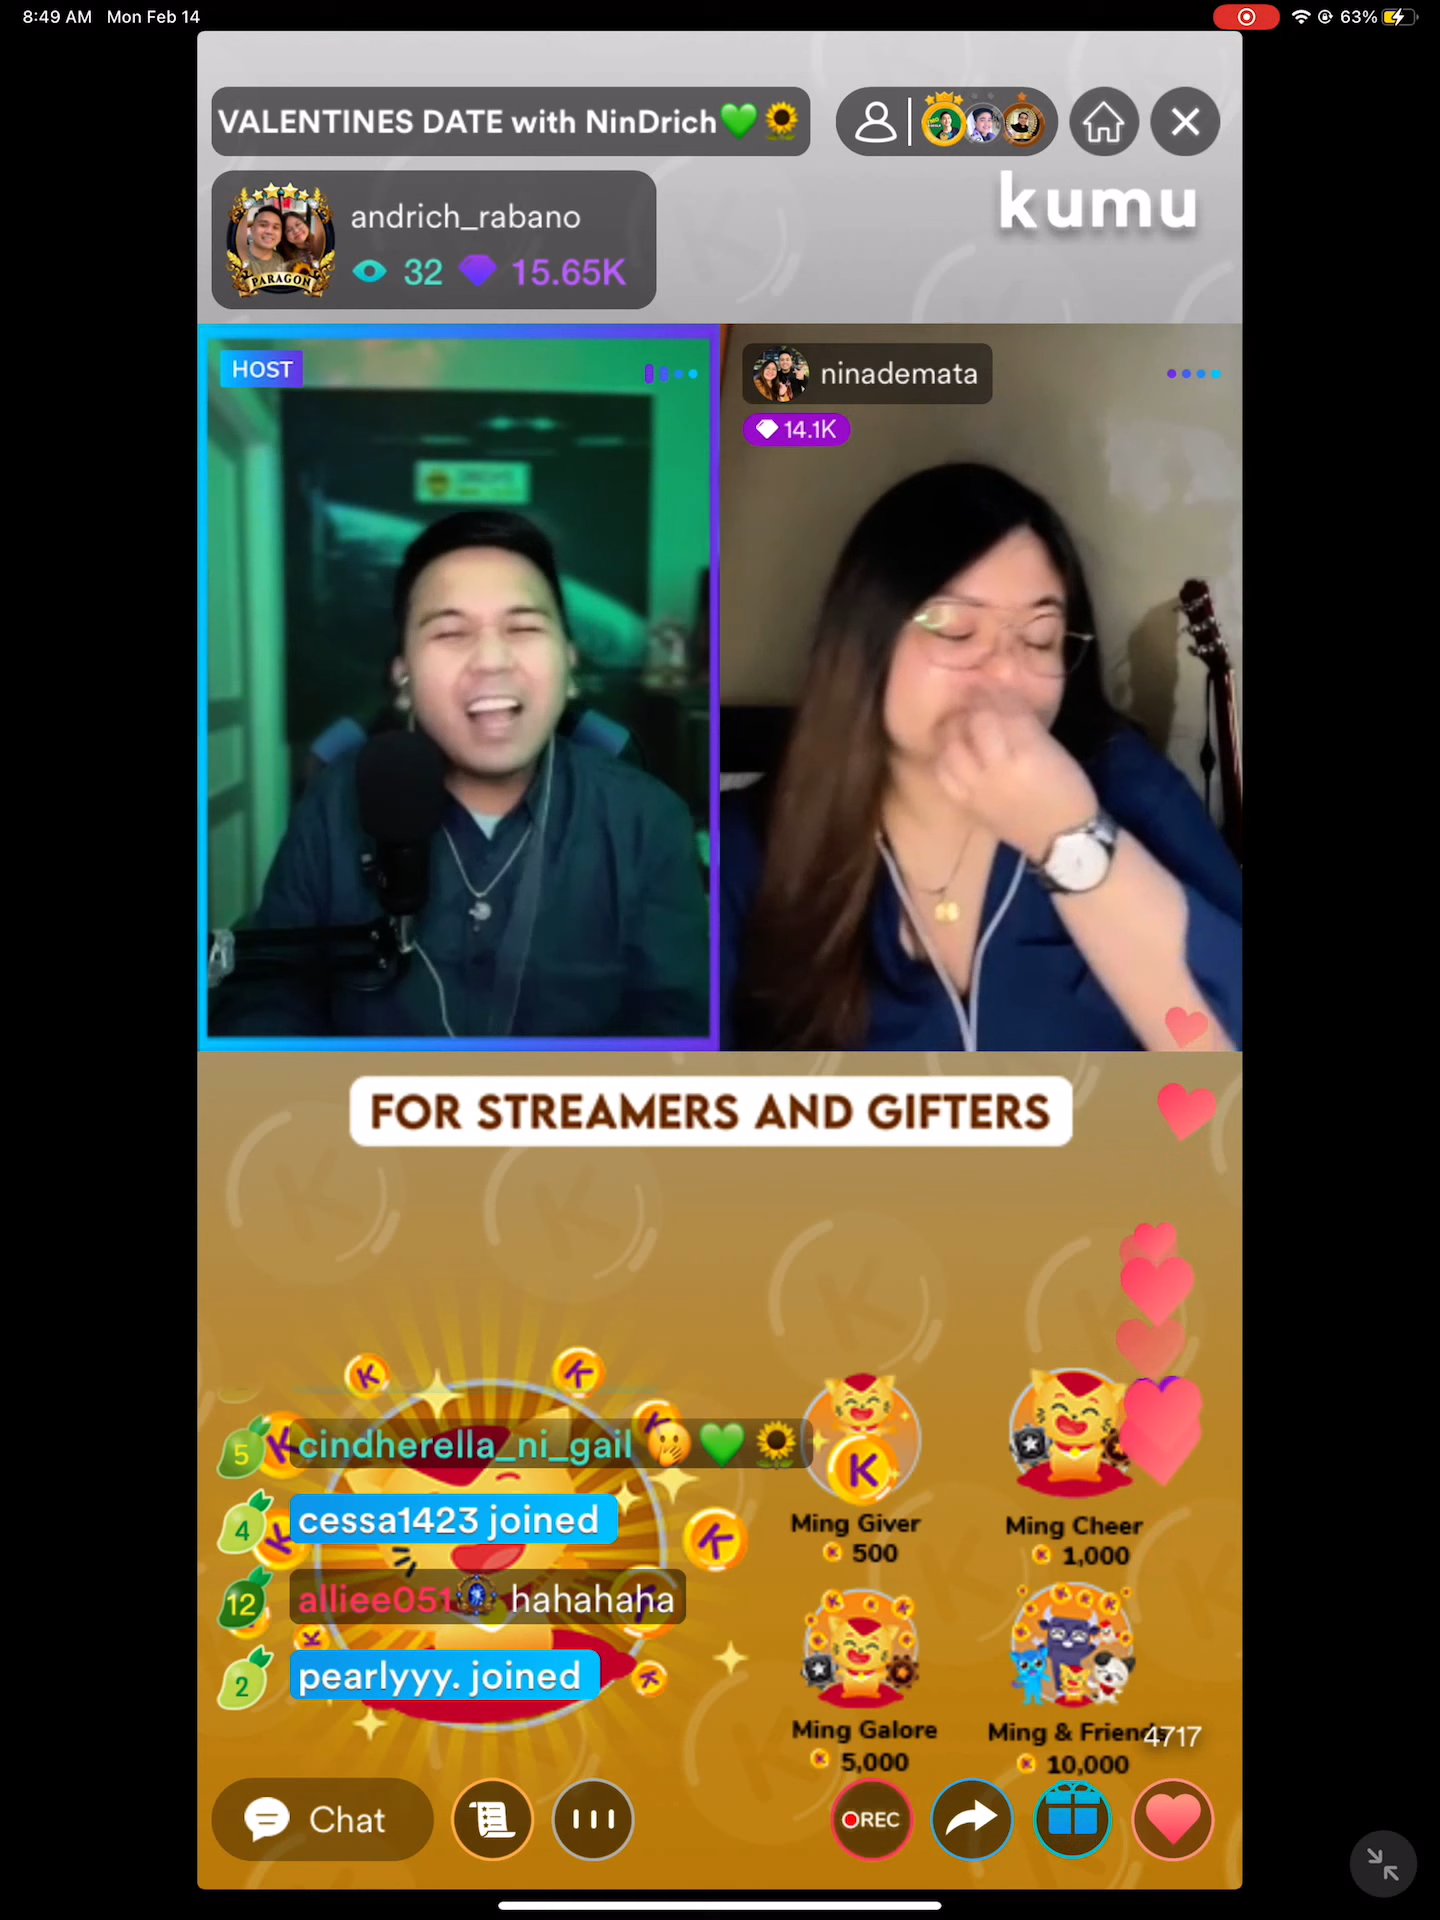 8:49 AM Mon Feb 14
63%
VALENTINES DATE with NinDrich💚🌻
andrich_rabano
32 15.65K
PARAGON
kumu
HOST
ninademata
14.1K
FOR STREAMERS AND GIFTERS
5 cindherella_ni_gail 🤭💚🌻
4 cessa1423 joined
12 alliee051 hahahaha
2 pearlyyy. joined
Ming Giver
500
Ming Cheer
1,000
Ming Galore
5,000
Ming & Friends
10,000
4717
Chat
REC